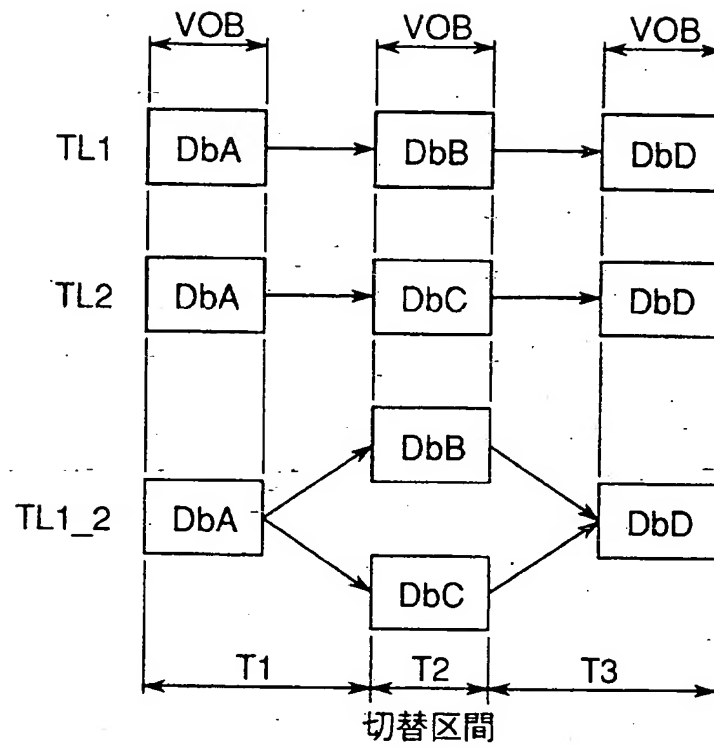 VOB VOB VOB
TL1 DbA DbB DbD
TL2 DbA DbC DbD
DbB
TL1_2 DbA DbD
DbC
T1 T2 T3
切替区間